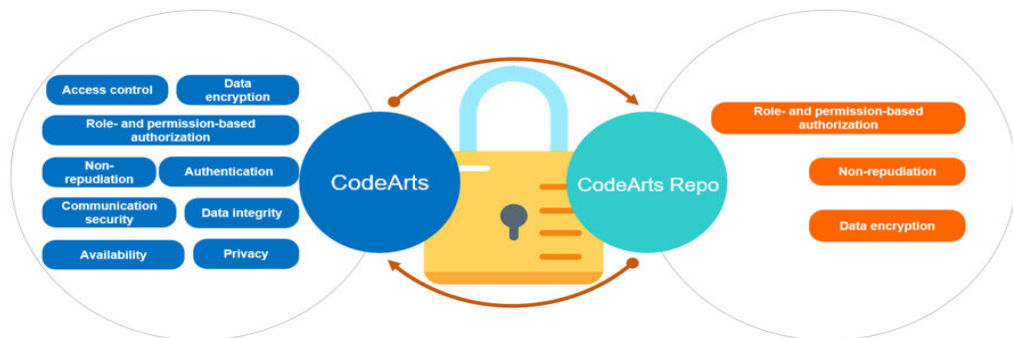 Access control
Data
encryption
Role- and permission-based
authorization
Non-
repudiation
Authentication
Communication
security
Data integrity
Availability
Privacy
CodeArts
CodeArts Repo
Role- and permission-based
authorization
Non-repudiation
Data encryption